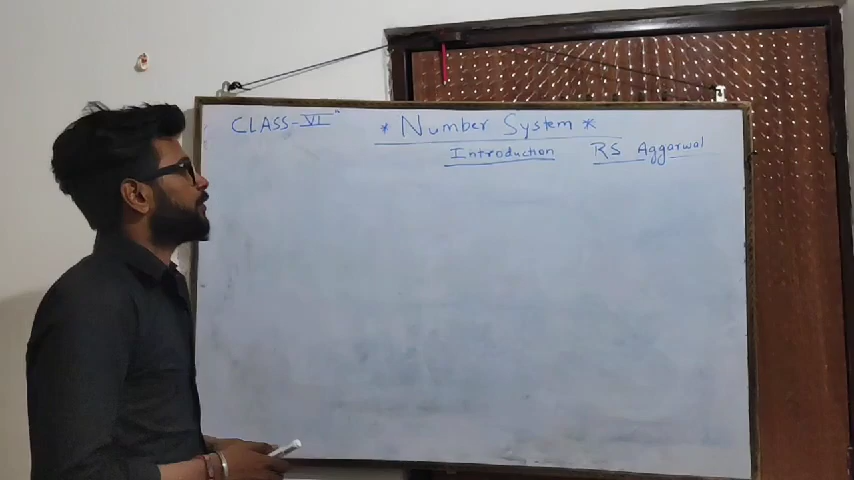 CLASS-VI"
* Number System *
Introduction RS Aggarwal